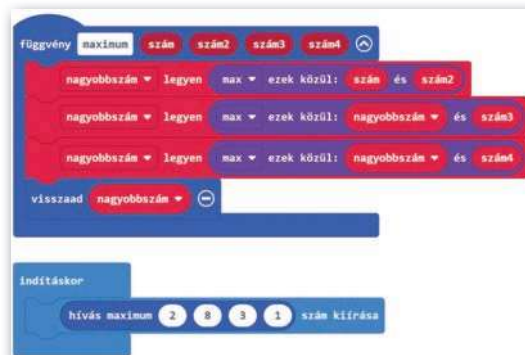 függvény maximum szám szám2 szám3 szám4
nagyobbszám legyen max ezek közül: szám és szám2
nagyobbszám legyen max ezek közül: nagyobbszám és szám3
nagyobbszám legyen max ezek közül: nagyobbszám és szám4
visszaad nagyobbszám
indításkor
hívás maximum 2 8 3 1 szám kiírása